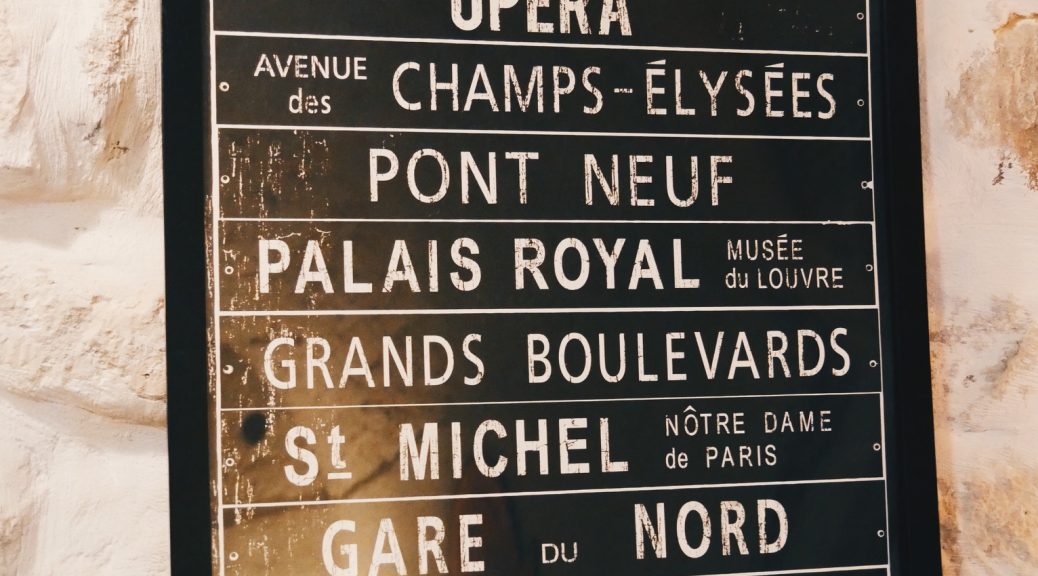 OPERA
AVENUE des CHAMPS-ÉLYSÉES
PONT NEUF
PALAIS ROYAL MUSÉE du LOUVRE
GRANDS BOULEVARDS
St MICHEL NÔTRE DAME de PARIS
GARE DU NORD